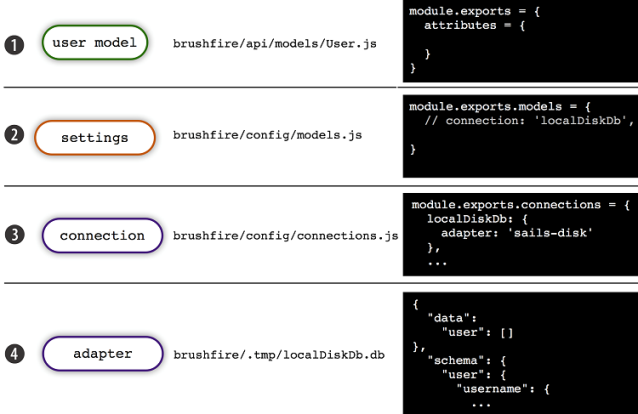 1 user model brushfire/api/models/User.js
module.exports = {
attributes = {
}
}
2 settings brushfire/config/models.js
module.exports.models = {
// connection: 'localDiskDb',
}
3 connection brushfire/config/connections.js
module.exports.connections = {
localDiskDb: {
adapter: 'sails-disk'
},
...
4 adapter brushfire/.tmp/localDiskDb.db
{
"data":
"user": []
},
"schema": {
"user": {
"username": {
...